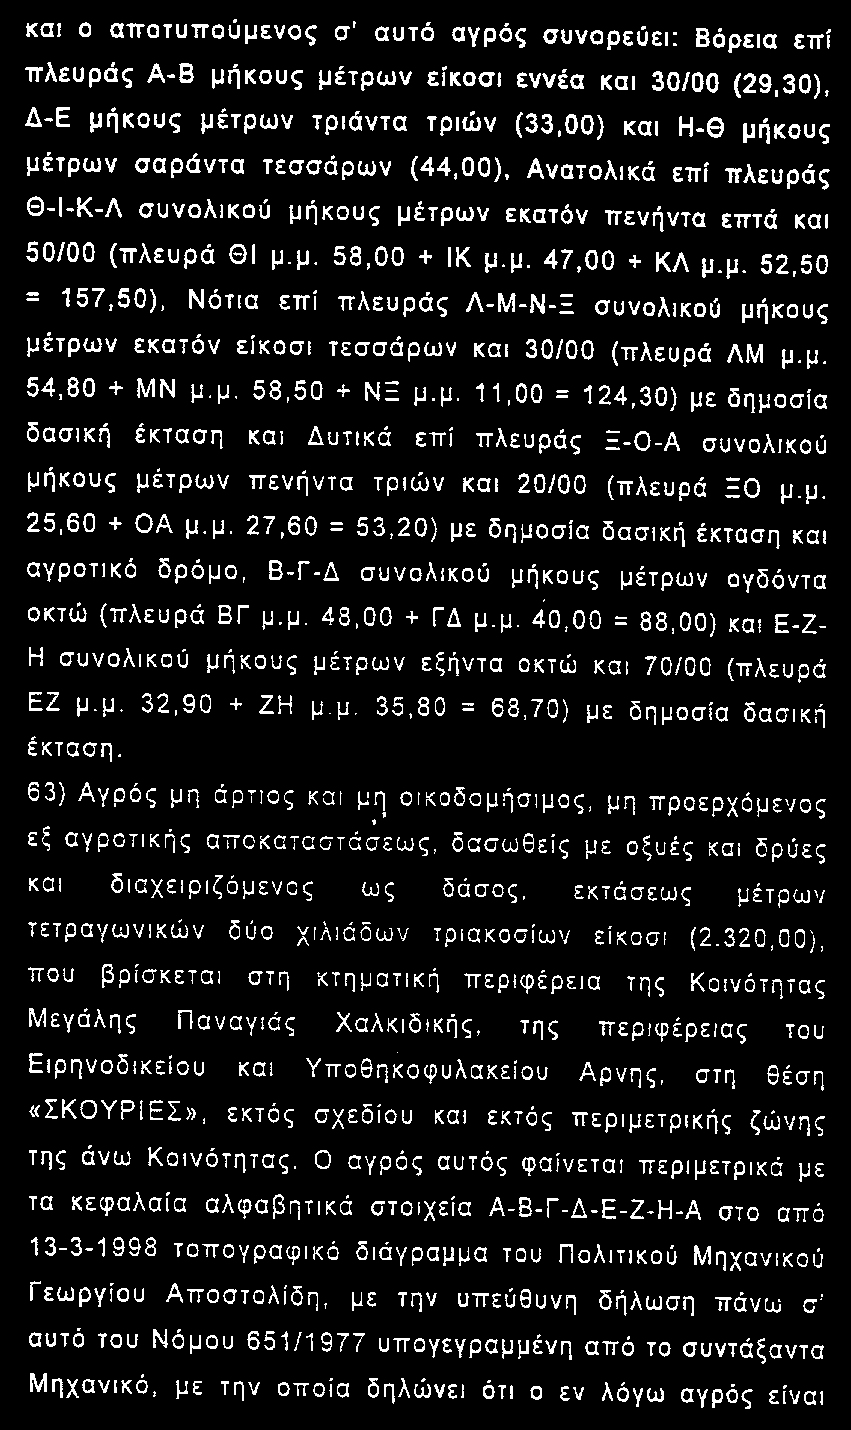 και ο αποτυπούμενος σ' αυτό αγρός συνορεύει: Βόρεια επί
πλευράς Α-Β μήκους μέτρων είκοσι εννέα και 30/00 (29,30),
Δ-Ε μήκους μέτρων τριάντα τριών (33,00) και Η-Θ μήκους
μέτρων σαράντα τεσσάρων (44,00), Ανατολικά επί πλευράς
Θ-Ι-Κ-Λ συνολικού μήκους μέτρων εκατόν πενήντα επτά και
50/00 (πλευρά ΘΙ μ.μ. 58,00 + ΙΚ μ.μ. 47,00 + ΚΛ μ.μ. 52,50
= 157,50), Νότια επί πλευράς Λ-Μ-Ν-Ξ συνολικού μήκους
μέτρων εκατόν είκοσι τεσσάρων και 30/00 (πλευρά ΛΜ μ.μ.
54,80 + ΜΝ μ.μ. 58,50 + ΝΞ μ.μ. 11,00 = 124,30) με δημοσία
δασική έκταση και Δυτικά επί πλευράς Ξ-Ο-Α συνολικού
μήκους μέτρων πενήντα τριών και 20/00 (πλευρά ΞΟ μ.μ.
25,60 + ΟΑ μ.μ. 27,60 = 53,20) με δημοσία δασική έκταση και
αγροτικό δρόμο, Β-Γ-Δ συνολικού μήκους μέτρων ογδόντα
οκτώ (πλευρά ΒΓ μ.μ. 48,00 + ΓΔ μ.μ. 40,00 = 88,00) και Ε-Ζ-
Η συνολικού μήκους μέτρων εξήντα οκτώ και 70/00 (πλευρά
ΕΖ μ.μ. 32,90 + ΖΗ μ.μ. 35,80 = 68,70) με δημοσία δασική
έκταση.
63) Αγρός μη άρτιος και μη οικοδομήσιμος, μη προερχόμενος
εξ αγροτικής αποκαταστάσεως, δασωθείς με οξυές και δρύες
και διαχειριζόμενος ως δάσος, εκτάσεως μέτρων
τετραγωνικών δύο χιλιάδων τριακοσίων είκοσι (2.320,00),
που βρίσκεται στη κτηματική περιφέρεια της Κοινότητας
Μεγάλης Παναγιάς Χαλκιδικής, της περιφέρειας του
Ειρηνοδικείου και Υποθηκοφυλακείου Αρνης, στη θέση
«ΣΚΟΥΡΙΕΣ», εκτός σχεδίου και εκτός περιμετρικής ζώνης
της άνω Κοινότητας. Ο αγρός αυτός φαίνεται περιμετρικά με
τα κεφαλαία αλφαβητικά στοιχεία Α-Β-Γ-Δ-Ε-Ζ-Η-Α στο από
13-3-1998 τοπογραφικό διάγραμμα του Πολιτικού Μηχανικού
Γεωργίου Αποστολίδη, με την υπεύθυνη δήλωση πάνω σ'
αυτό του Νόμου 651/1977 υπογεγραμμένη από το συντάξαντα
Μηχανικό, με την οποία δηλώνει ότι ο εν λόγω αγρός είναι